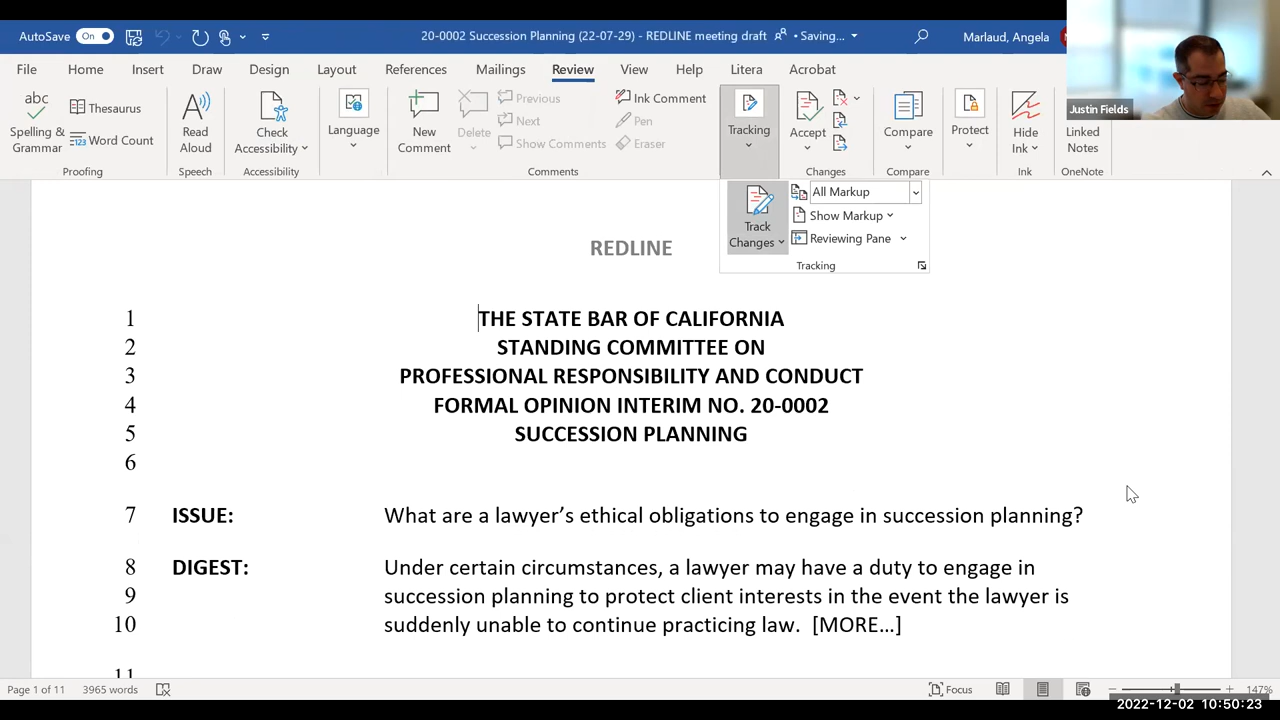 AutoSave On 20-0002 Succession Planning (22-07-29) - REDLINE meeting draft • Saving... Marlaud, Angela
File Home Insert Draw Design Layout References Mailings Review View Help Litera Acrobat
Justin Fields
abc Spelling & Grammar
Thesaurus
Word Count
Proofing
Read Aloud
Speech
Check Accessibility
Accessibility
Language
New Comment
Delete
Previous
Next
Show Comments
Ink Comment
Pen
Eraser
Comments
Tracking
Accept
Changes
Compare
Compare
Protect
Hide Ink
Ink
Linked Notes
OneNote
Track Changes
All Markup
Show Markup
Reviewing Pane
Tracking
REDLINE
1 THE STATE BAR OF CALIFORNIA
2 STANDING COMMITTEE ON
3 PROFESSIONAL RESPONSIBILITY AND CONDUCT
4 FORMAL OPINION INTERIM NO. 20-0002
5 SUCCESSION PLANNING
6
7 ISSUE: What are a lawyer’s ethical obligations to engage in succession planning?
8 DIGEST: Under certain circumstances, a lawyer may have a duty to engage in
9 succession planning to protect client interests in the event the lawyer is
10 suddenly unable to continue practicing law. [MORE…]
11
Page 1 of 11 3965 words Focus 147%
2022-12-02 10:50:23